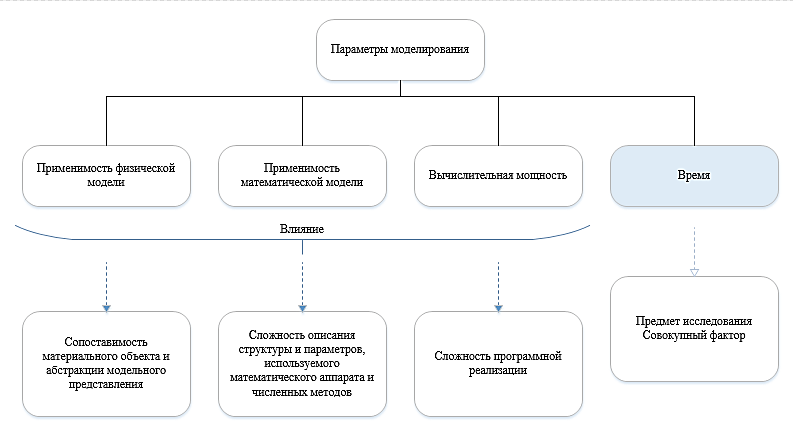 Параметры моделирования
Применимость физической
модели
Применимость
математической модели
Вычислительная мощность
Время
Влияние
Сопоставимость
материального объекта и
абстракции модельного
представления
Сложность описания
структуры и параметров,
используемого
математического аппарата и
численных методов
Сложность программной
реализации
Предмет исследования
Совокупный фактор